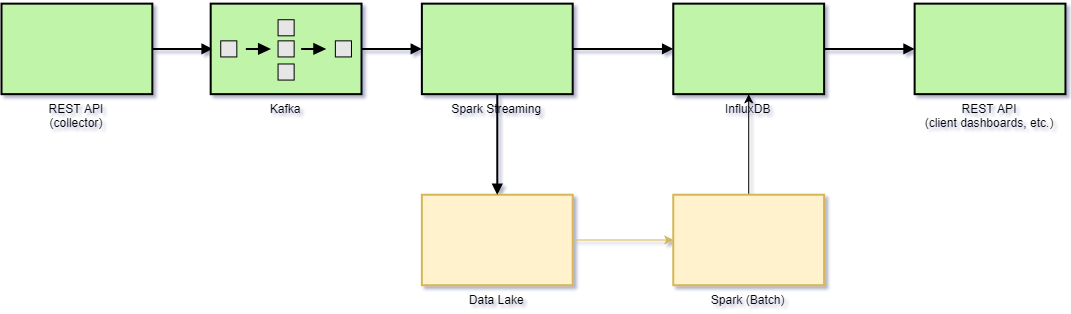 REST API
(collector)
Kafka
Spark Streaming
InfluxDB
REST API
(client dashboards, etc.)
Data Lake
Spark (Batch)